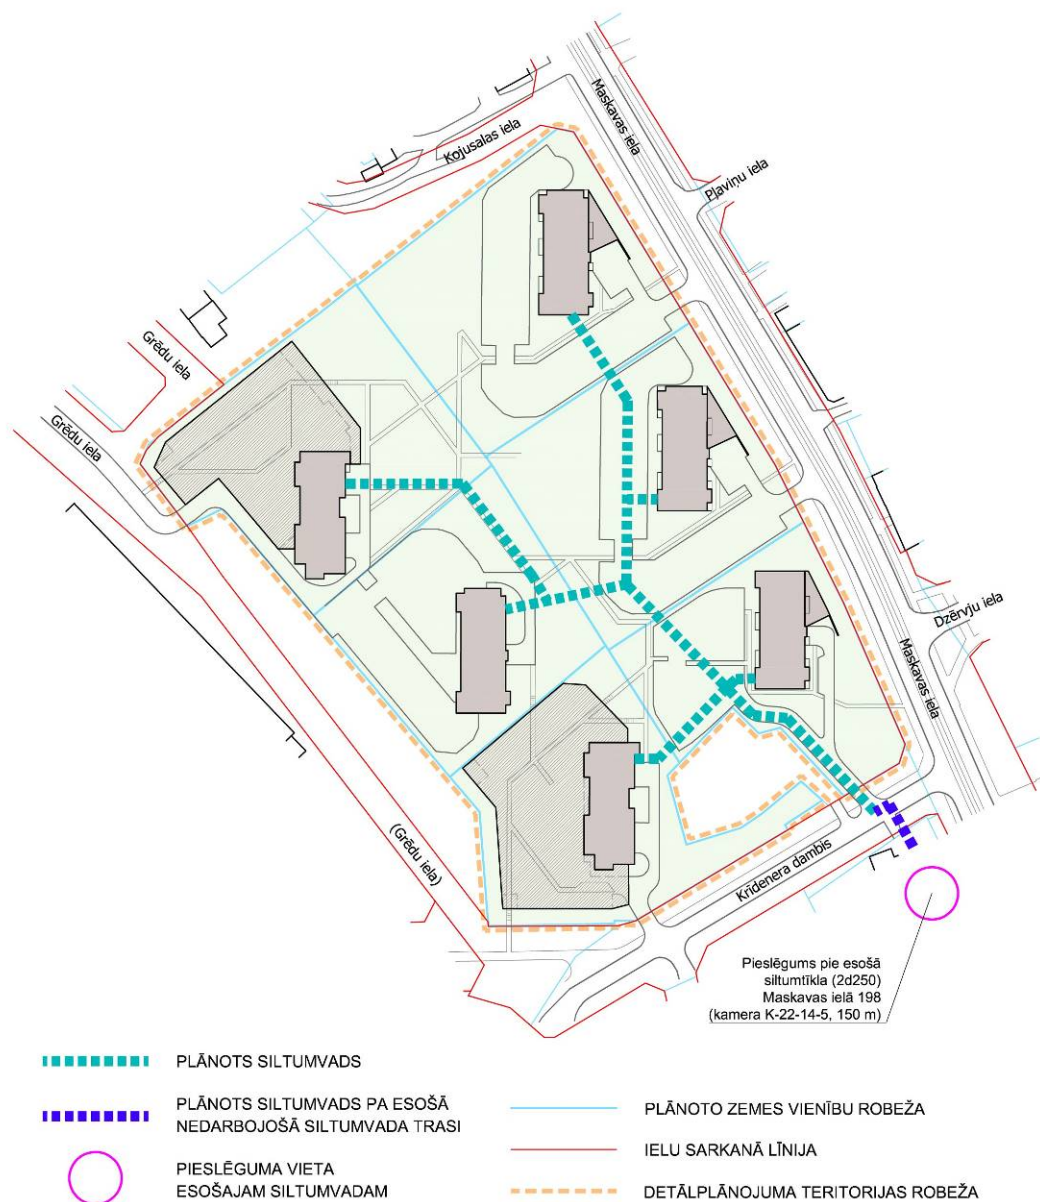 Maskavas iela
Kojusalas iela
Pļaviņu iela
Grēdu iela
Grēdu iela
Dzērvju iela
Maskavas iela
(Grēdu iela)
Krīdenera dambis
Pieslēgums pie esošā
siltumtīkla (2d250)
Maskavas ielā 198
(kamera K-22-14-5, 150 m)
PLĀNOTS SILTUMVADS
PLĀNOTS SILTUMVADS PA ESOŠĀ
NEDARBOJOŠĀ SILTUMVADA TRASI
PIESLĒGUMA VIETA
ESOŠAJAM SILTUMVADAM
PLĀNOTO ZEMES VIENĪBU ROBEŽA
IELU SARKANĀ LĪNIJA
DETĀLPLĀNOJUMA TERITORIJAS ROBEŽA